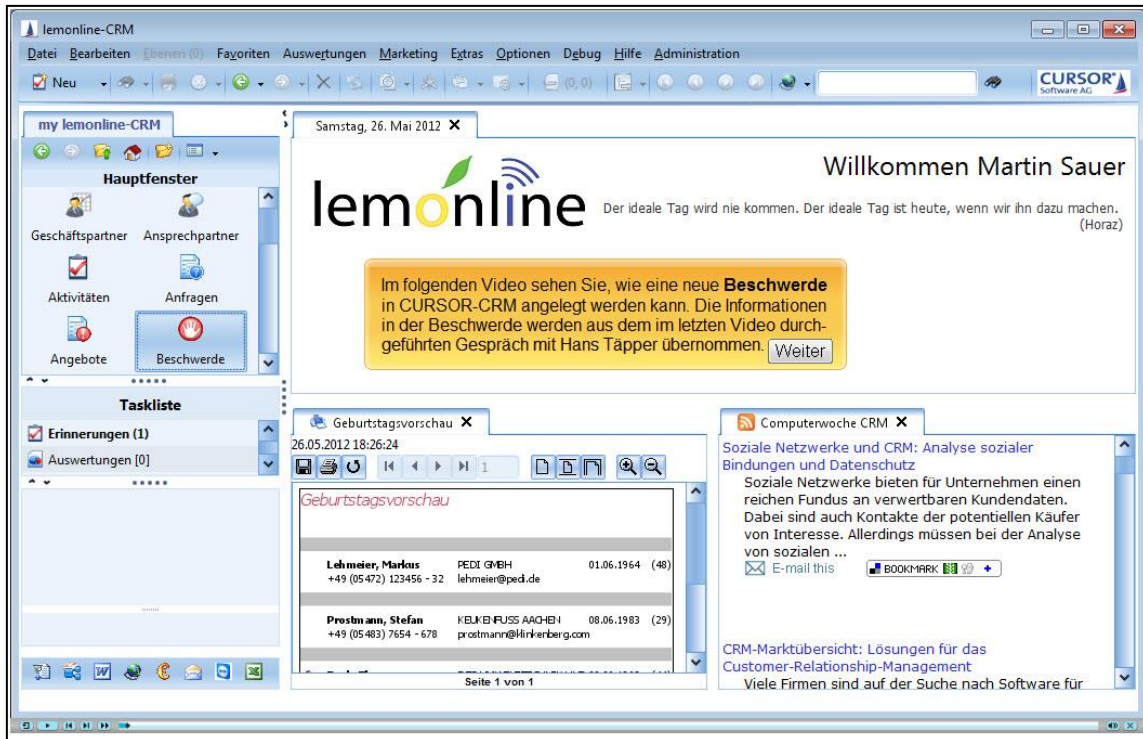 lemonline-CRM
Datei Bearbeiten Ebenen (0) Favoriten Auswertungen Marketing Extras Optionen Debug Hilfe Administration
Neu (0, 0) CURSOR
Software AG
my lemonline-CRM
Hauptfenster
Geschäftspartner Ansprechpartner
Aktivitäten Anfragen
Angebote Beschwerde
Taskliste
Erinnerungen (1)
Auswertungen [0]
Samstag, 26. Mai 2012
lemonline
Willkommen Martin Sauer
Der ideale Tag wird nie kommen. Der ideale Tag ist heute, wenn wir ihn dazu machen.
(Horaz)
Im folgenden Video sehen Sie, wie eine neue Beschwerde
in CURSOR-CRM angelegt werden kann. Die Informationen
in der Beschwerde werden aus dem im letzten Video durch-
geführten Gespräch mit Hans Täpper übernommen. Weiter
Geburtstagsvorschau
26.05.2012 18:26:24
1
Geburtstagsvorschau
Lehmeier, Markus PEDI GMBH 01.06.1964 (48)
+49 (05472) 123456 - 32 lehmeier@pedi.de
Prostmann, Stefan KEUKENFUSS AACHEN 08.06.1983 (29)
+49 (05483) 7654 - 678 prostmann@klinkenberg.com
Seite 1 von 1
Computerwoche CRM
Soziale Netzwerke und CRM: Analyse sozialer
Bindungen und Datenschutz
Soziale Netzwerke bieten für Unternehmen einen
reichen Fundus an verwertbaren Kundendaten.
Dabei sind auch Kontakte der potentiellen Käufer
von Interesse. Allerdings müssen bei der Analyse
von sozialen ...
E-mail this BOOKMARK
CRM-Marktübersicht: Lösungen für das
Customer-Relationship-Management
Viele Firmen sind auf der Suche nach Software für